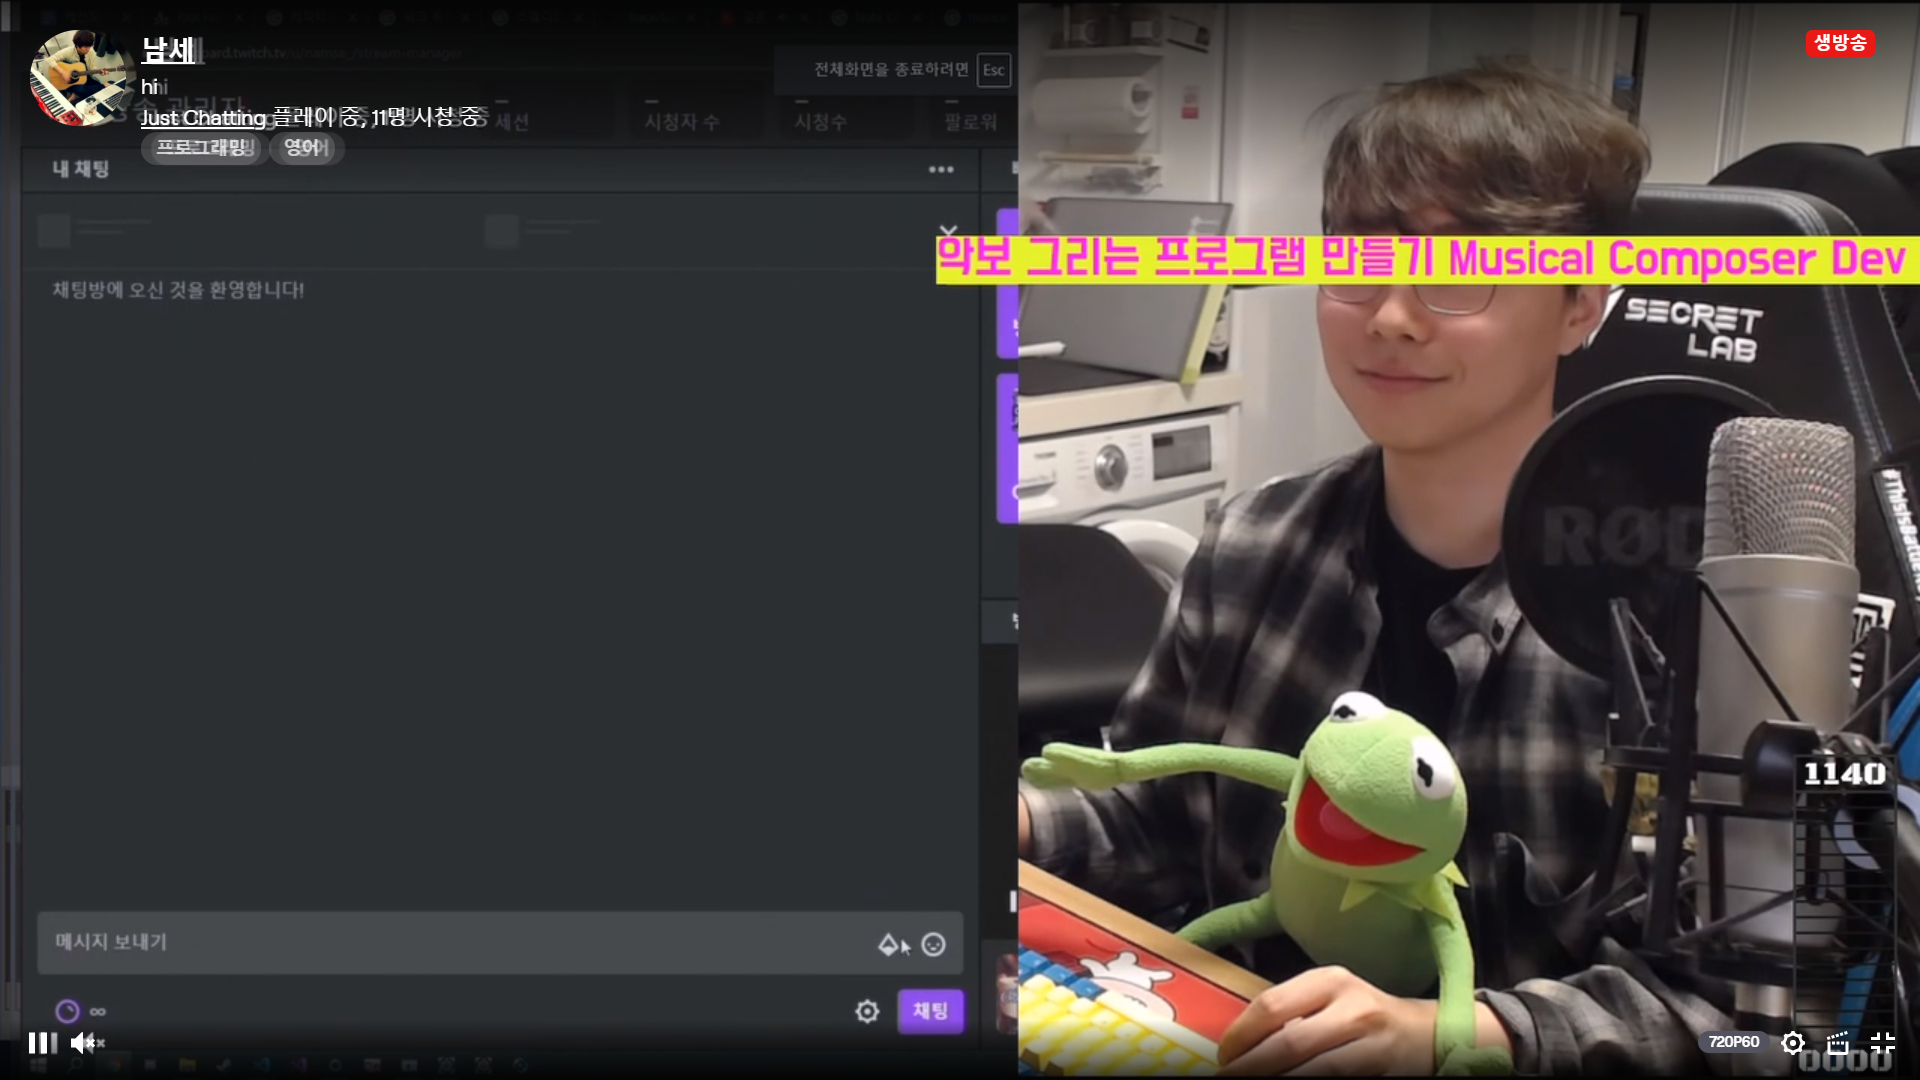 남세
hi
Just Chatting 플레이 중, 11명 시청 중
프로그래밍 영어
전체화면을 종료하려면 Esc
생방송
세션
시청자 수
시청수
팔로워
내 채팅
채팅방에 오신 것을 환영합니다!
악보 그리는 프로그램 만들기 Musical Composer Dev
SECRET
LAB
RØD
1140
메시지 보내기
채팅
720P60
0000